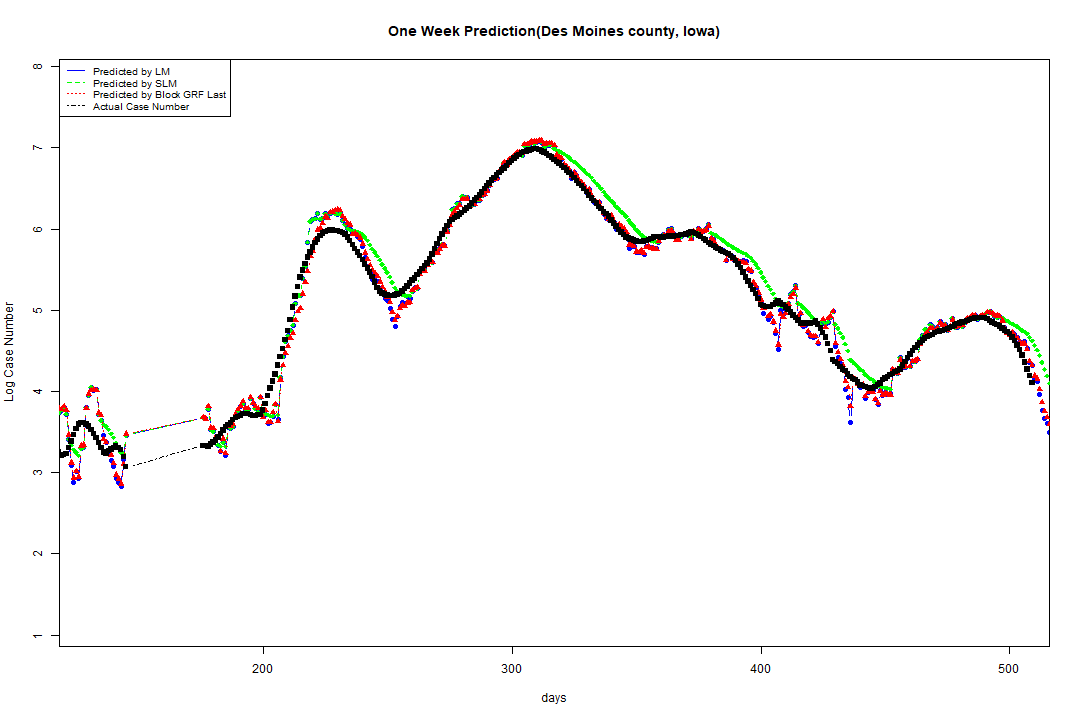 One Week Prediction(Des Moines county, Iowa)
Predicted by LM
Predicted by SLM
Predicted by Block GRF Last
Actual Case Number
8
7
6
5
4
3
2
1
Log Case Number
200
300
400
500
days